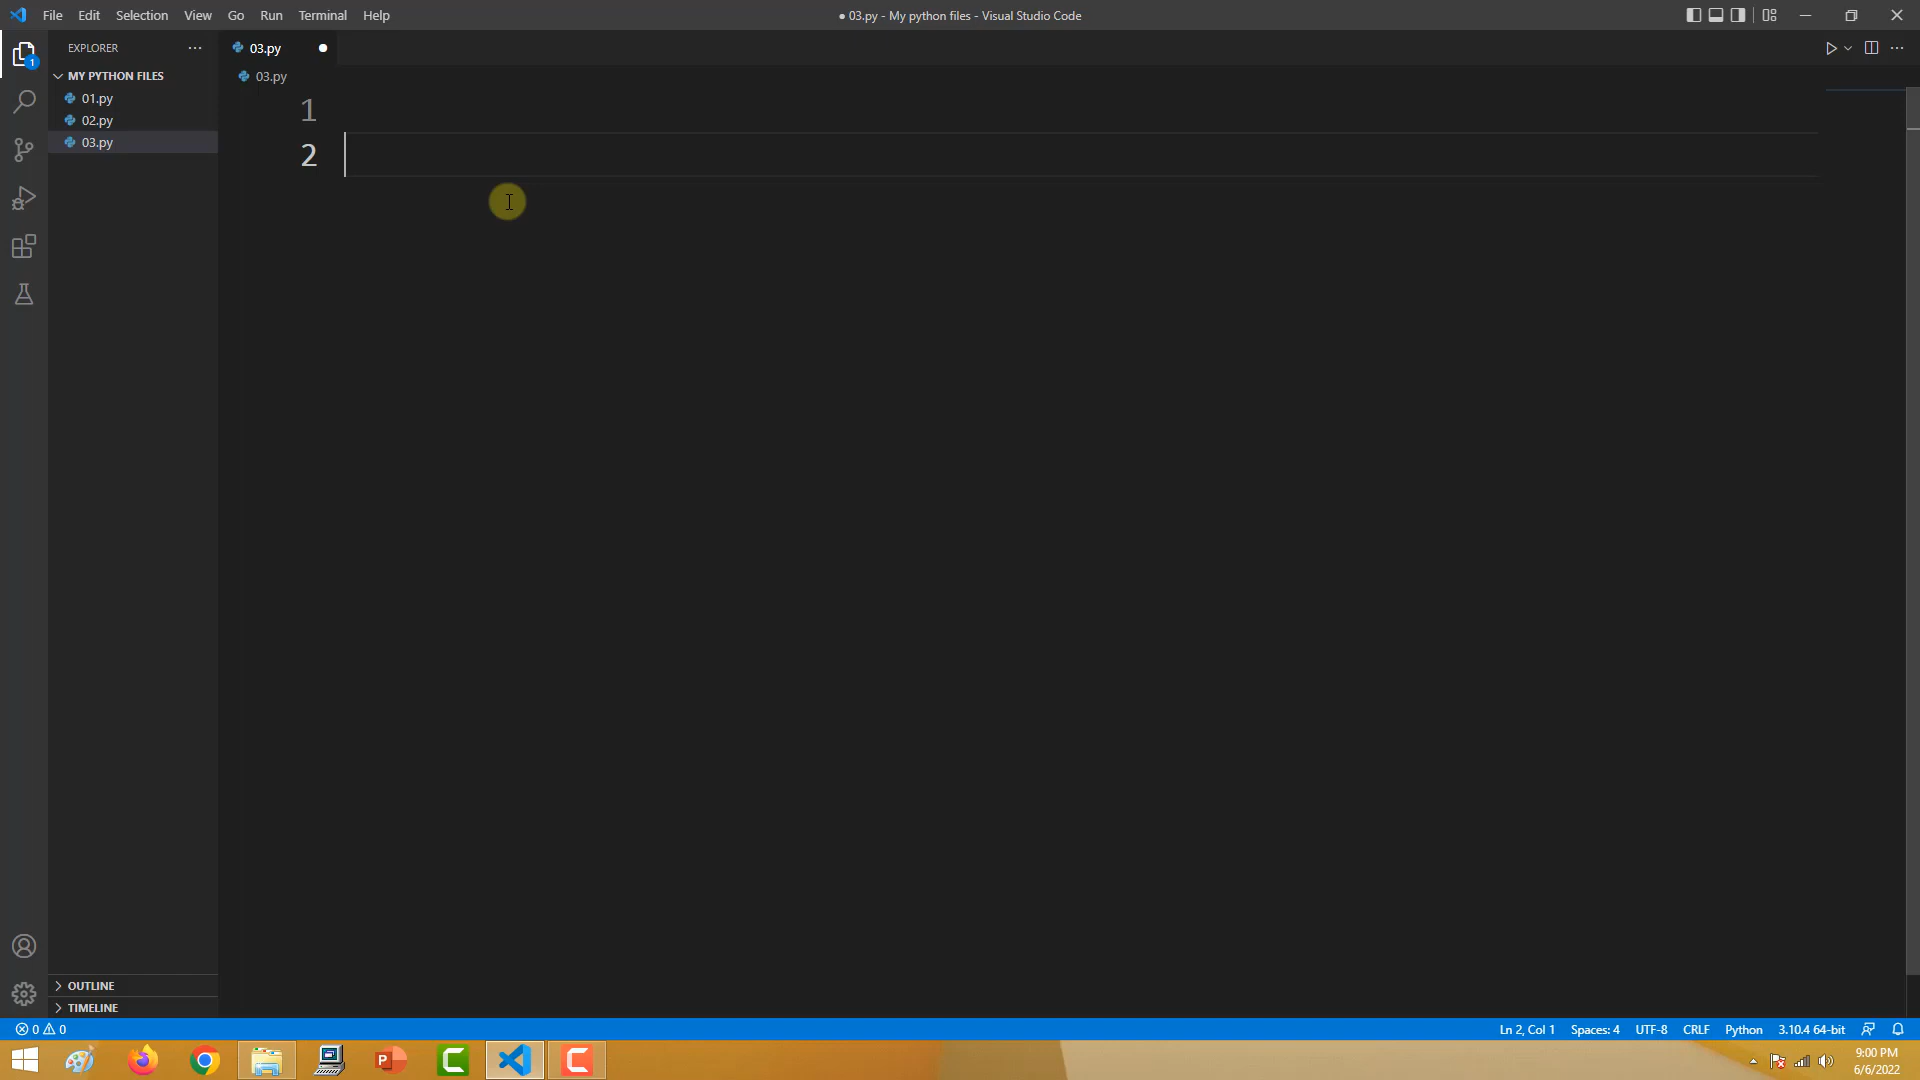 File Edit Selection View Go Run Terminal Help
● 03.py - My python files - Visual Studio Code
EXPLORER
MY PYTHON FILES
01.py
02.py
03.py
1
03.py
03.py
1
2
OUTLINE
TIMELINE
0 0
Ln 2, Col 1 Spaces: 4 UTF-8 CRLF Python 3.10.4 64-bit
P
C
C
9:00 PM
6/6/2022